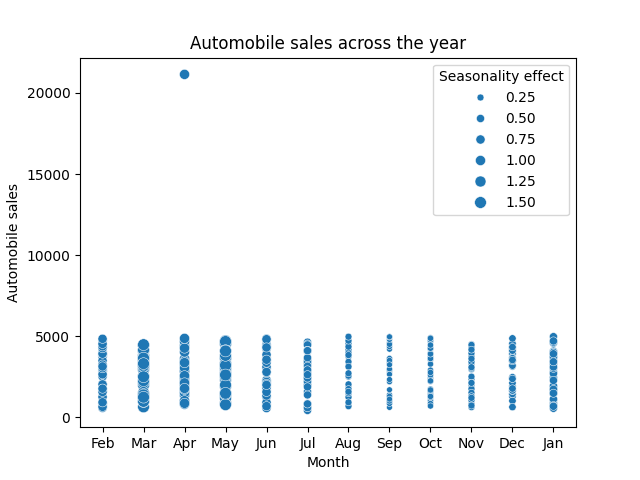 Automobile sales across the year
Seasonality effect
0.25
0.50
0.75
1.00
1.25
1.50
Automobile sales
20000
15000
10000
5000
0
Feb Mar Apr May Jun Jul Aug Sep Oct Nov Dec Jan
Month